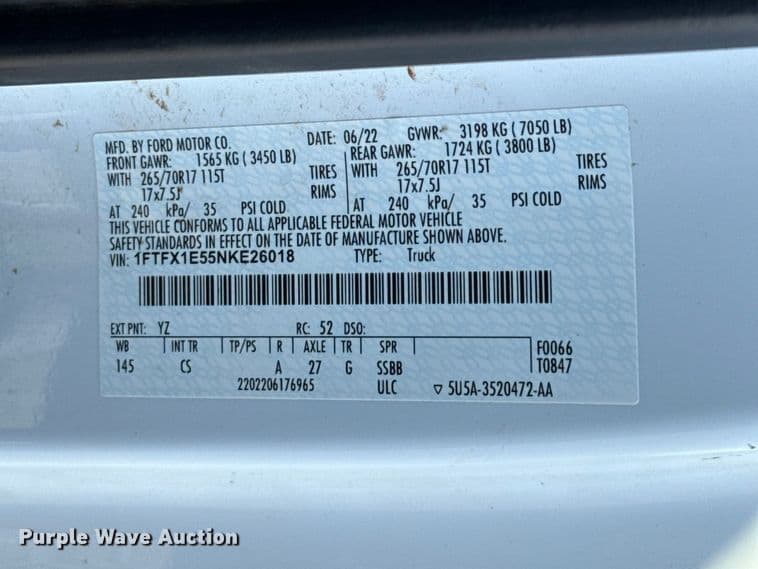 MFD. BY FORD MOTOR CO. DATE: 06/22 GVWR: 3198 KG ( 7050 LB)
FRONT GAWR: 1565 KG ( 3450 LB) REAR GAWR: 1724 KG ( 3800 LB)
WITH 265/70R17 115T TIRES WITH 265/70R17 115T TIRES
17x7.5J RIMS 17x7.5J RIMS
AT 240 kPa/ 35 PSI COLD AT 240 kPa/ 35 PSI COLD
THIS VEHICLE CONFORMS TO ALL APPLICABLE FEDERAL MOTOR VEHICLE
SAFETY STANDARDS IN EFFECT ON THE DATE OF MANUFACTURE SHOWN ABOVE.
VIN: 1FTFX1E55NKE26018 TYPE: Truck
EXT PNT: YZ RC: 52 DSO:
WB INT TR TP/PS R AXLE TR SPR F0066
145 CS A 27 G SSBB T0847
2202206176965 ULC ▽ 5U5A-3520472-AA
Purple Wave Auction